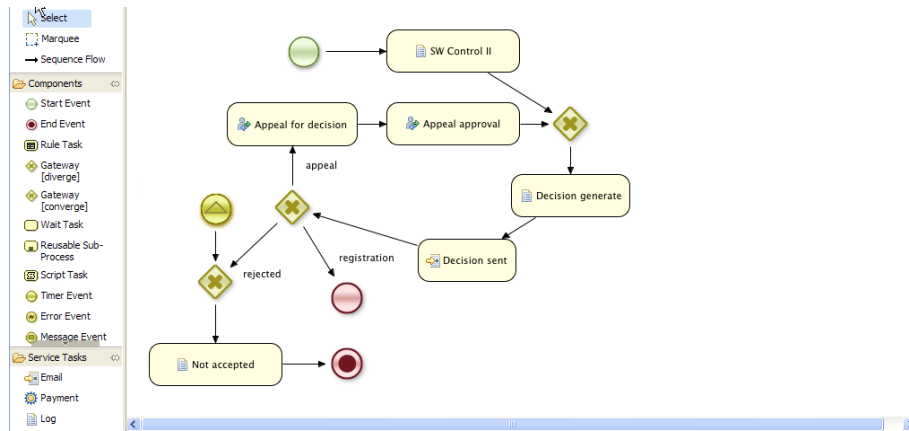 Select
Marquee
Sequence Flow
Components
Start Event
End Event
Rule Task
Gateway
[diverge]
Gateway
[converge]
Wait Task
Reusable Sub-
Process
Script Task
Timer Event
Error Event
Message Event
Service Tasks
Email
Payment
Log
SW Control II
Appeal for decision
Appeal approval
appeal
Decision generate
registration
Decision sent
rejected
Not accepted